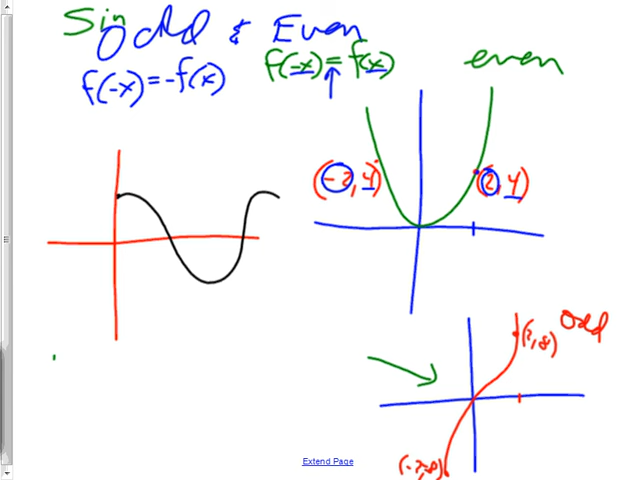 Sin
Odd & Even
f(-x) = -f(x)
f(-x) = f(x)
even
(-2, 4)
(2, 4)
Odd
(2, 8)
(-2, -8)
Extend Page